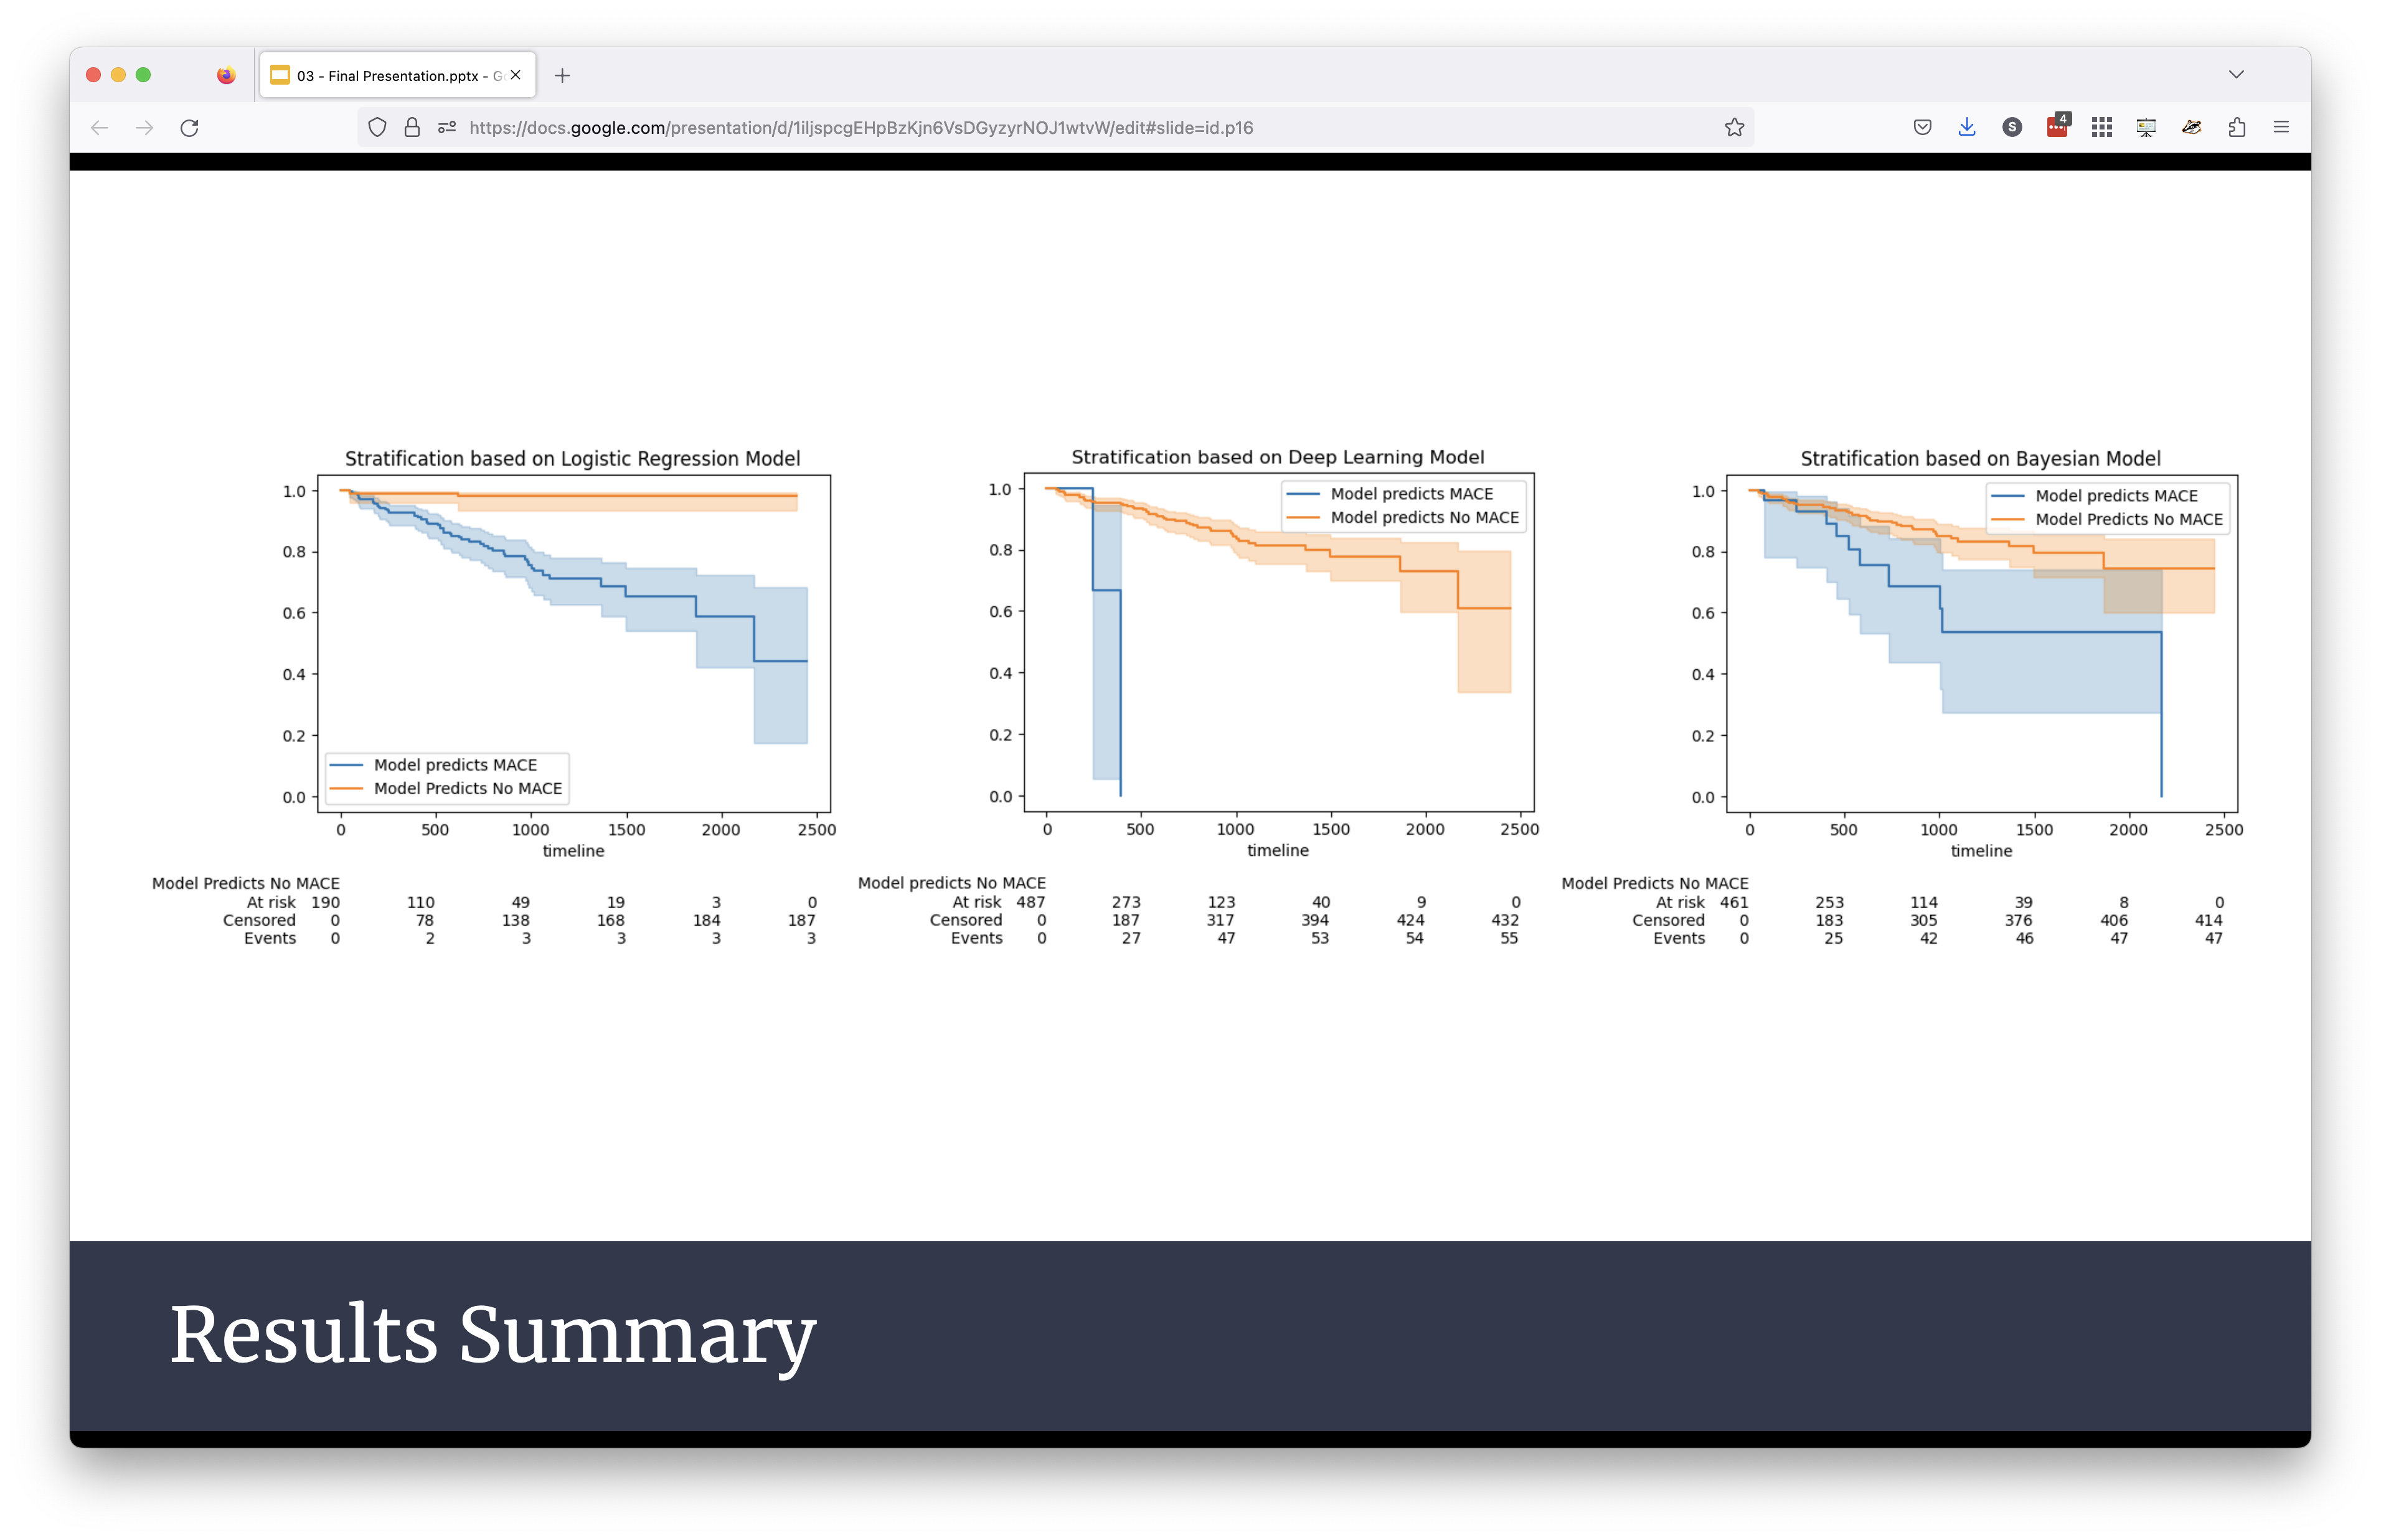 03 - Final Presentation.pptx - G
https://docs.google.com/presentation/d/1iljspcgEHpBzKjn6VsDGyzyrNOJ1wtvW/edit#slide=id.p16
S
4
Stratification based on Logistic Regression Model
1.0
0.8
0.6
0.4
0.2
0.0
Model predicts MACE
Model Predicts No MACE
0 500 1000 1500 2000 2500
timeline
Model Predicts No MACE
At risk 190 110 49 19 3 0
Censored 0 78 138 168 184 187
Events 0 2 3 3 3 3
Stratification based on Deep Learning Model
Model predicts MACE
Model predicts No MACE
1.0
0.8
0.6
0.4
0.2
0.0
0 500 1000 1500 2000 2500
timeline
Model predicts No MACE
At risk 487 273 123 40 9 0
Censored 0 187 317 394 424 432
Events 0 27 47 53 54 55
Stratification based on Bayesian Model
Model predicts MACE
Model Predicts No MACE
1.0
0.8
0.6
0.4
0.2
0.0
0 500 1000 1500 2000 2500
timeline
Model Predicts No MACE
At risk 461 253 114 39 8 0
Censored 0 183 305 376 406 414
Events 0 25 42 46 47 47
Results Summary